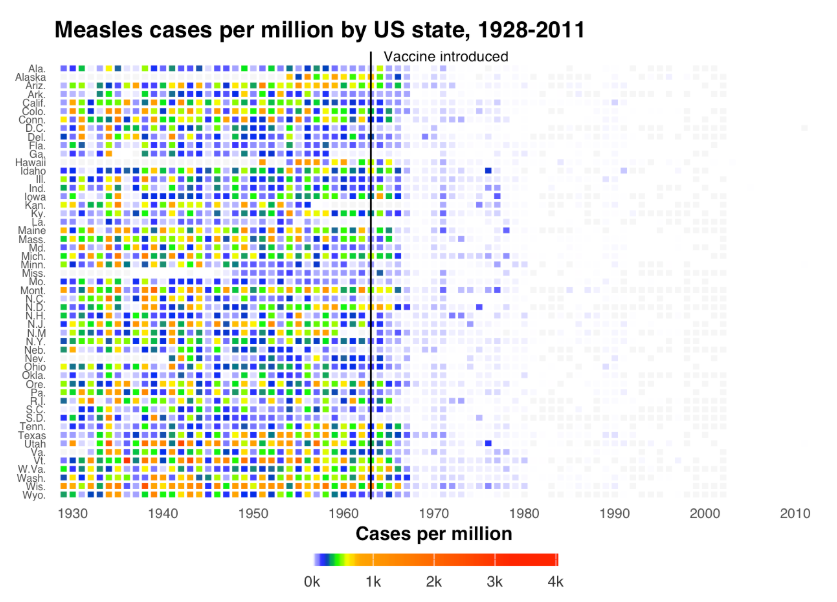 Measles cases per million by US state, 1928-2011
Vaccine introduced
Ala.
Alaska
Ariz.
Ark.
Calif.
Colo.
Conn.
D.C.
Del.
Fla.
Ga.
Hawaii
Idaho
Ill.
Ind.
Iowa
Kan.
Ky.
La.
Maine
Mass.
Md.
Mich.
Minn.
Miss.
Mo.
Mont.
N.C.
N.D.
N.H.
N.J.
N.M
N.Y.
Neb.
Nev.
Ohio
Okla.
Ore.
Pa.
R.I.
S.C.
S.D.
Tenn.
Texas
Utah
Va.
Vt.
W.Va.
Wash.
Wis.
Wyo.
1930 1940 1950 1960 1970 1980 1990 2000 2010
Cases per million
0k 1k 2k 3k 4k